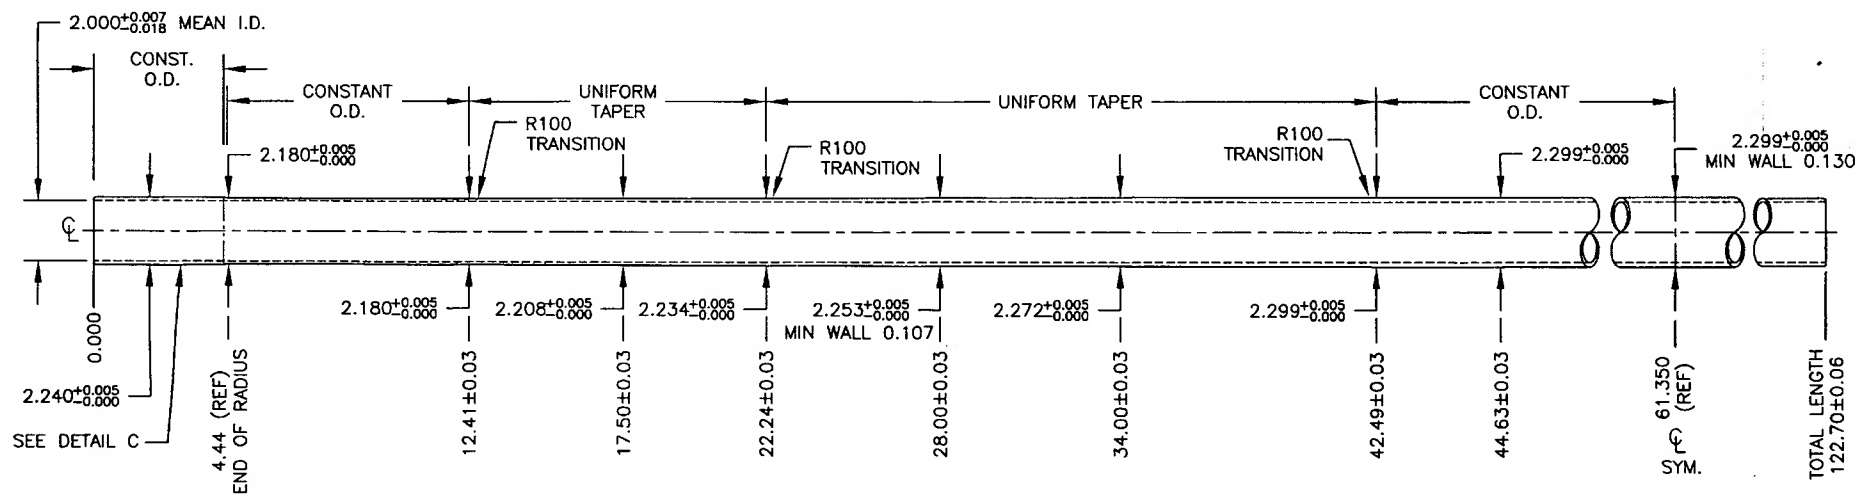 2.000+0.007 -0.018 MEAN I.D.
CONST.
O.D.
CONSTANT
O.D.
UNIFORM
TAPER
UNIFORM TAPER
CONSTANT
O.D.
R100
TRANSITION
R100
TRANSITION
R100
TRANSITION
2.180+0.005 -0.000
2.299+0.005 -0.000
2.299+0.005 -0.000
MIN WALL 0.130
℄
2.180+0.005 -0.000
2.208+0.005 -0.000
2.234+0.005 -0.000
2.253+0.005 -0.000
MIN WALL 0.107
2.272+0.005 -0.000
2.299+0.005 -0.000
2.240+0.005 -0.000
SEE DETAIL C
0.000
4.44 (REF)
END OF RADIUS
12.41±0.03
17.50±0.03
22.24±0.03
28.00±0.03
34.00±0.03
42.49±0.03
44.63±0.03
℄ 61.350
(REF)
SYM.
TOTAL LENGTH
122.70±0.06